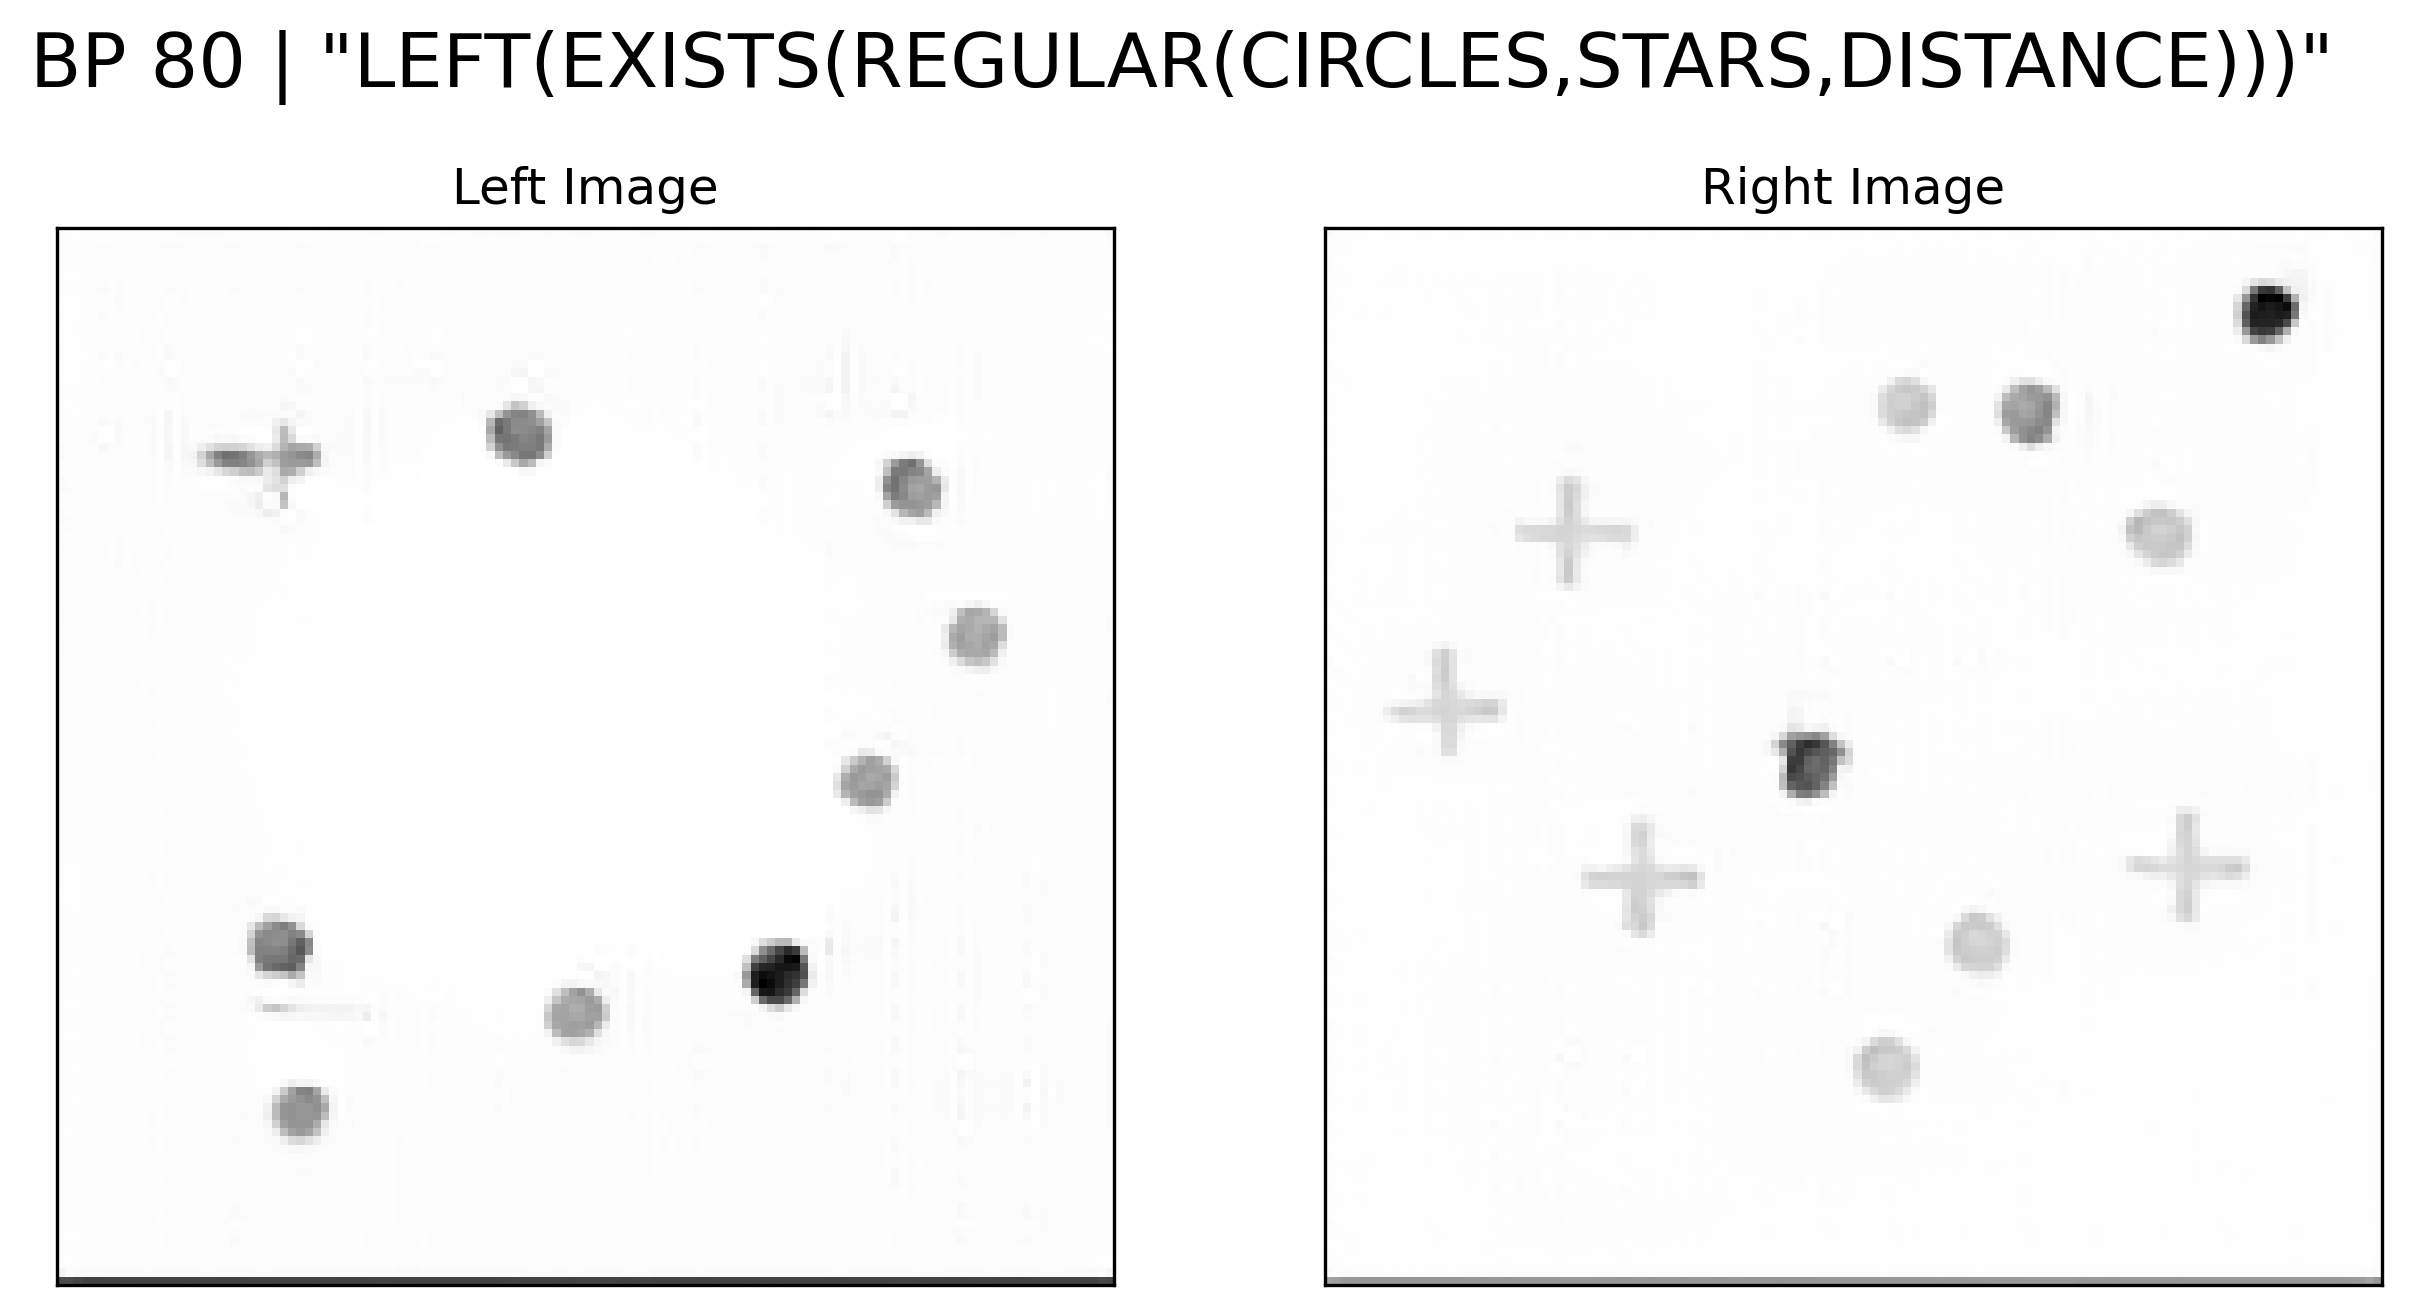 BP 80 | "LEFT(EXISTS(REGULAR(CIRCLES,STARS,DISTANCE)))"
Left Image
Right Image